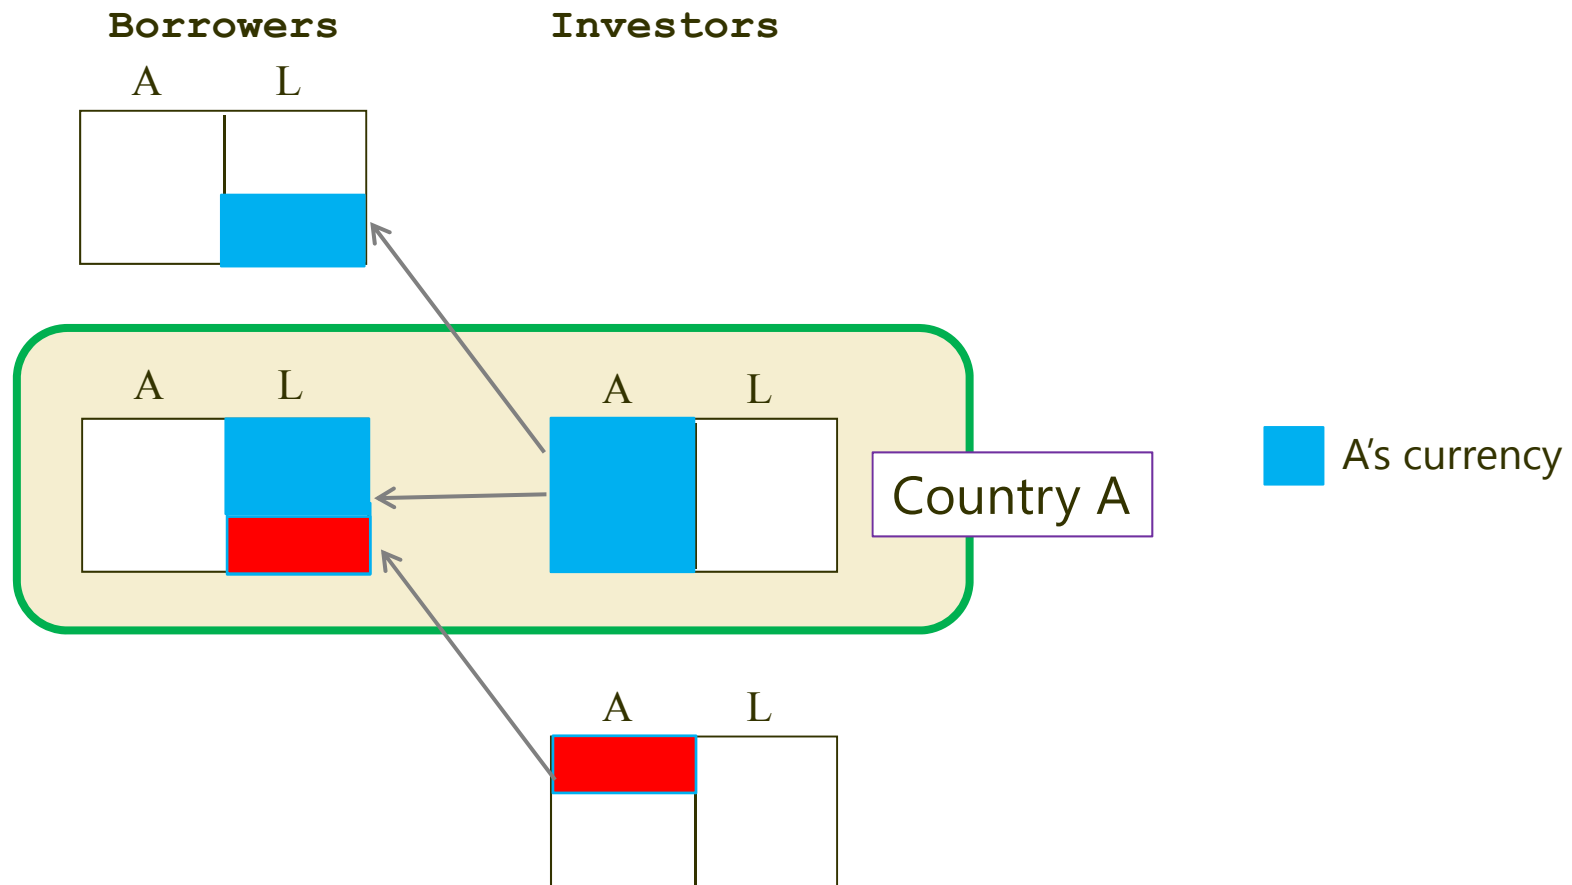 Borrowers Investors
A L
A L
A L
Country A
A's currency
A L